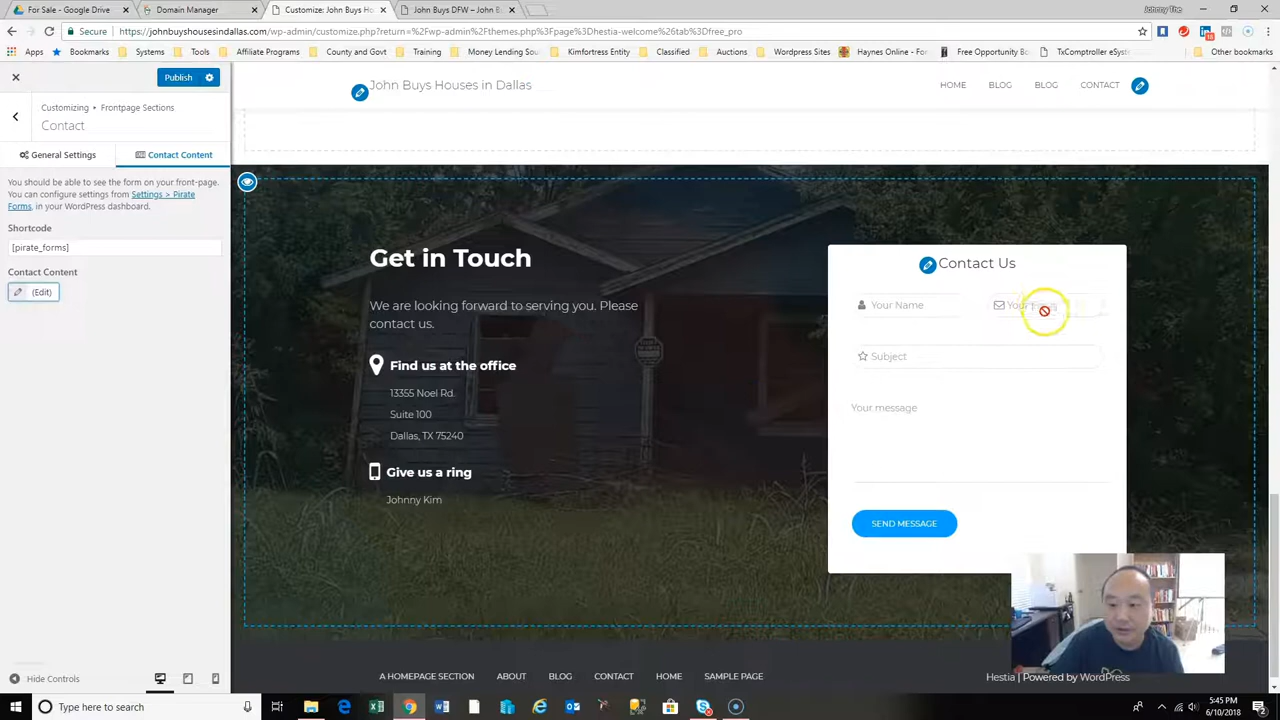 For Sale - Google Drive
Domain Manager
Customize: John Buys Ho
John Buys DFW – John B
Johnny Tho
Secure
https://johnbuyshousesindallas.com/wp-admin/customize.php?return=%2Fwp-admin%2Fthemes.php%3Fpage%3Dhestia-welcome%26tab%3Dfree_pro
Apps
Bookmarks
Systems
Tools
Affiliate Programs
County and Govt
Money Lending Sourc
Kimfortress Entity
Classified
Auctions
Wordpress Sites
Haynes Online - Forg
Free Opportunity Bo
TxComptroller eSyst
Other bookmarks
Publish
John Buys Houses in Dallas
HOME
BLOG
BLOG
CONTACT
Customizing ▸ Frontpage Sections
Contact
General Settings
Contact Content
You should be able to see the form on your front-page.
You can configure settings from Settings > Pirate
Forms, in your WordPress dashboard.
Shortcode
[pirate_forms]
Contact Content
(Edit)
Get in Touch
We are looking forward to serving you. Please
contact us.
Find us at the office
13355 Noel Rd.
Suite 100
Dallas, TX 75240
Give us a ring
Johnny Kim
Contact Us
Your Name
Your
Subject
Your message
SEND MESSAGE
A HOMEPAGE SECTION
ABOUT
BLOG
CONTACT
HOME
SAMPLE PAGE
Hestia | Powered by WordPress
Hide Controls
Type here to search
5:45 PM
6/10/2018
2